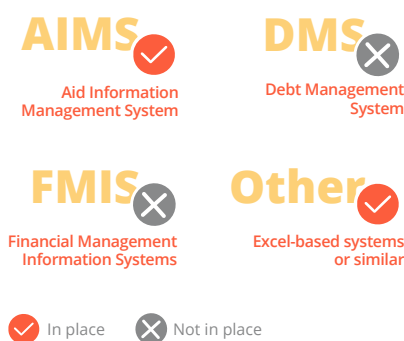 AIMS
Aid Information
Management System
DMS
Debt Management
System
FMIS
Financial Management
Information Systems
Other
Excel-based systems
or similar
In place
Not in place